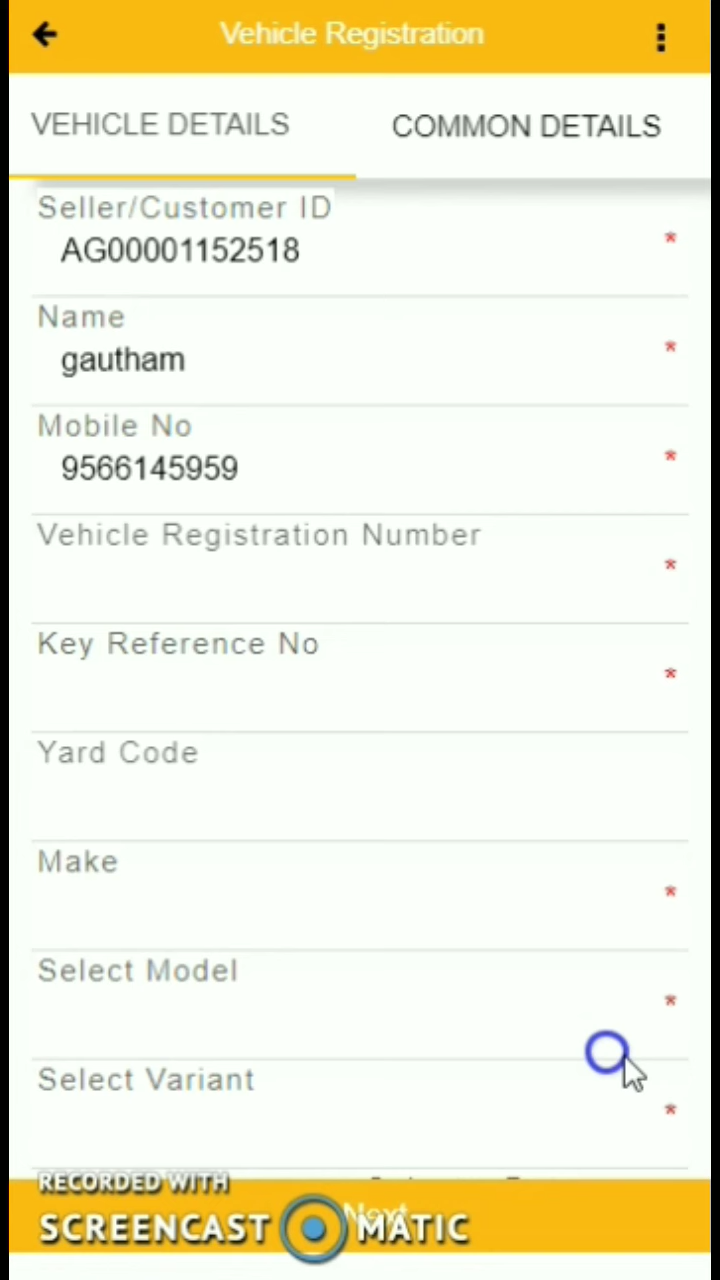 Vehicle Registration
VEHICLE DETAILS
COMMON DETAILS
Seller/Customer ID
AG00001152518
*
Name
gautham
*
Mobile No
9566145959
*
Vehicle Registration Number
*
Key Reference No
*
Yard Code
Make
*
Select Model
*
Select Variant
*
RECORDED WITH
Next
SCREENCAST MATIC